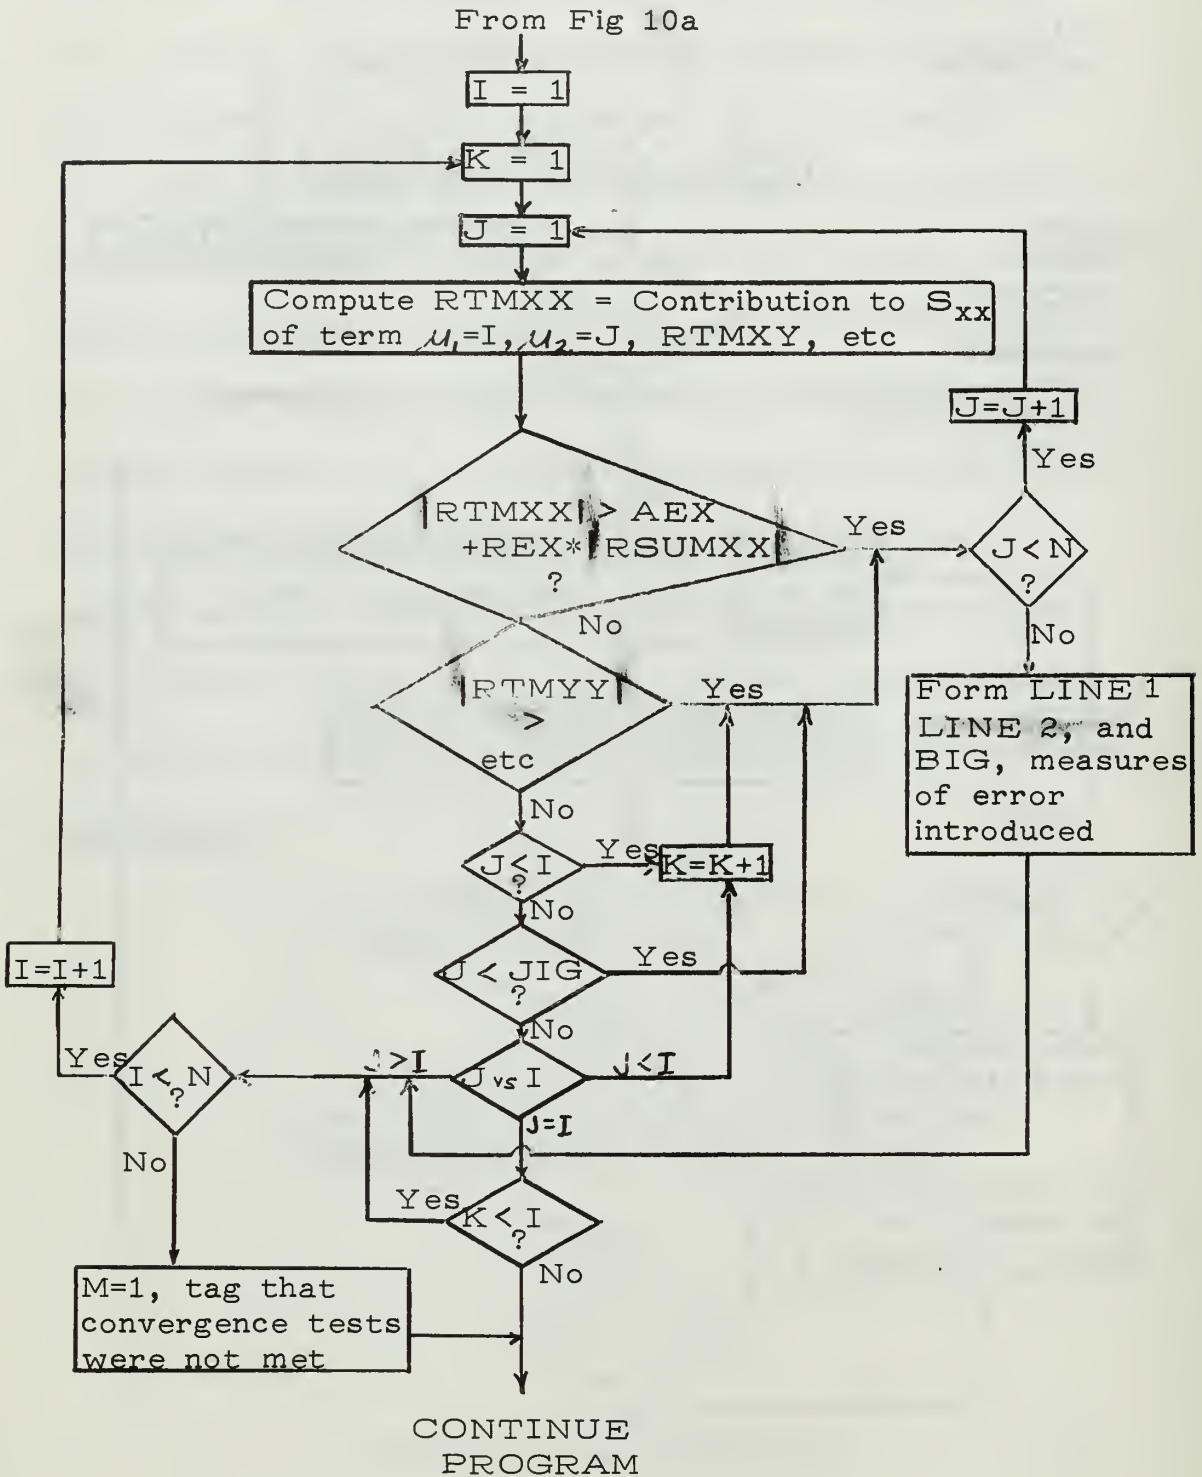 From Fig 10a
I = 1
K = 1
J = 1
Compute RTMXX = Contribution to Sxx
of term μ₁=I, μ₂=J, RTMXY, etc
J=J+1
Yes
|RTMXX| > AEX
+REX*|RSUMXX|
?
Yes
J<N
?
No
No
|RTMYY|
>
etc
Yes
Form LINE 1
LINE 2, and
BIG, measures
of error
introduced
No
J<I
?
Yes
K=K+1
No
J < JIG
?
Yes
I=I+1
No
Yes
I < N
?
J>I
J vs I
J<I
J=I
No
Yes
K < I
?
No
M=1, tag that
convergence tests
were not met
CONTINUE
PROGRAM